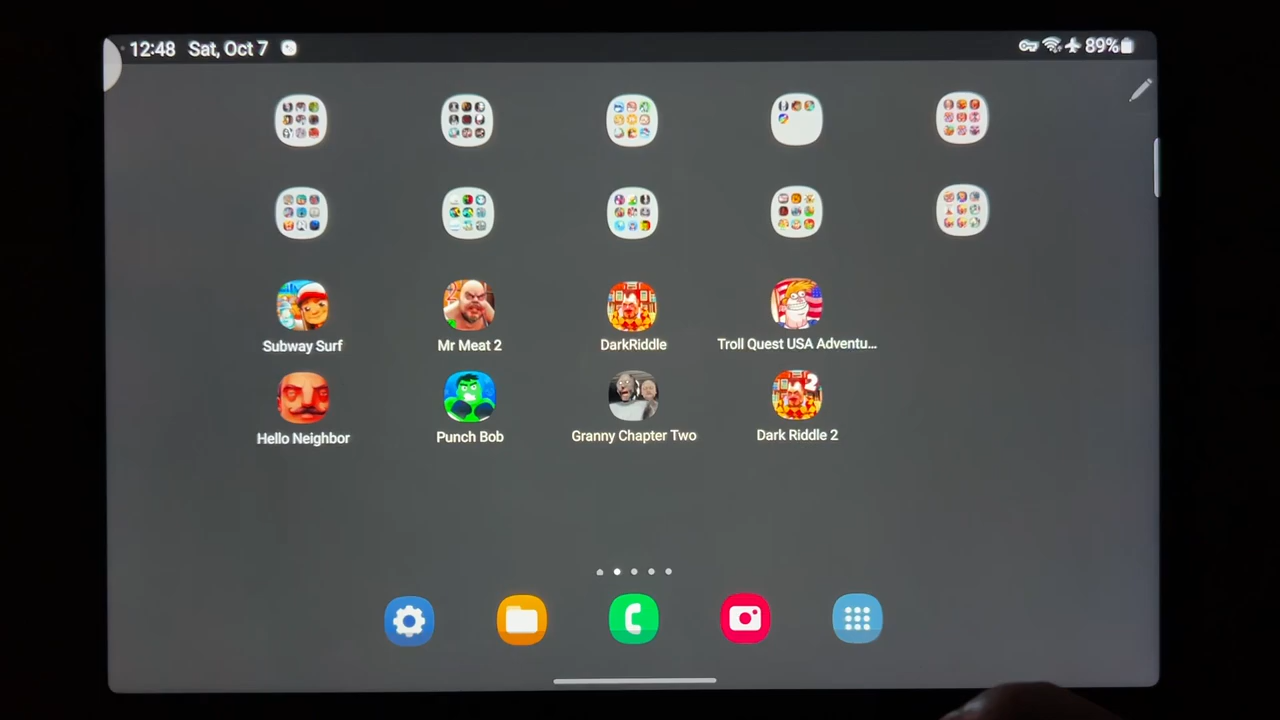 12:48 Sat, Oct 7
89%
Subway Surf
Mr Meat 2
DarkRiddle
Troll Quest USA Adventu...
2
Hello Neighbor
Punch Bob
Granny Chapter Two
Dark Riddle 2